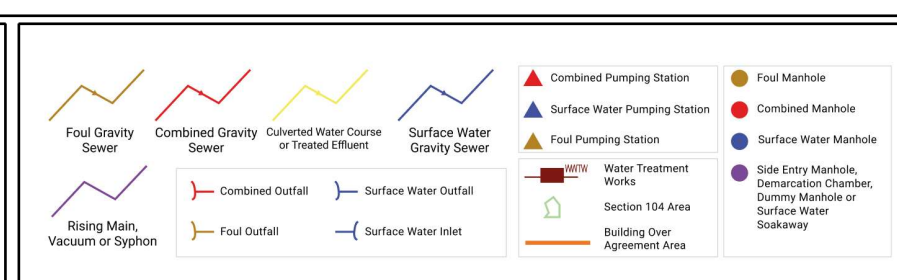 Foul Gravity
Sewer
Combined Gravity
Sewer
Culverted Water Course
or Treated Effluent
Surface Water
Gravity Sewer
Rising Main,
Vacuum or Syphon
Combined Outfall
Surface Water Outfall
Foul Outfall
Surface Water Inlet
Combined Pumping Station
Surface Water Pumping Station
Foul Pumping Station
WWTW
Water Treatment
Works
Section 104 Area
Building Over
Agreement Area
Foul Manhole
Combined Manhole
Surface Water Manhole
Side Entry Manhole,
Demarcation Chamber,
Dummy Manhole or
Surface Water
Soakaway